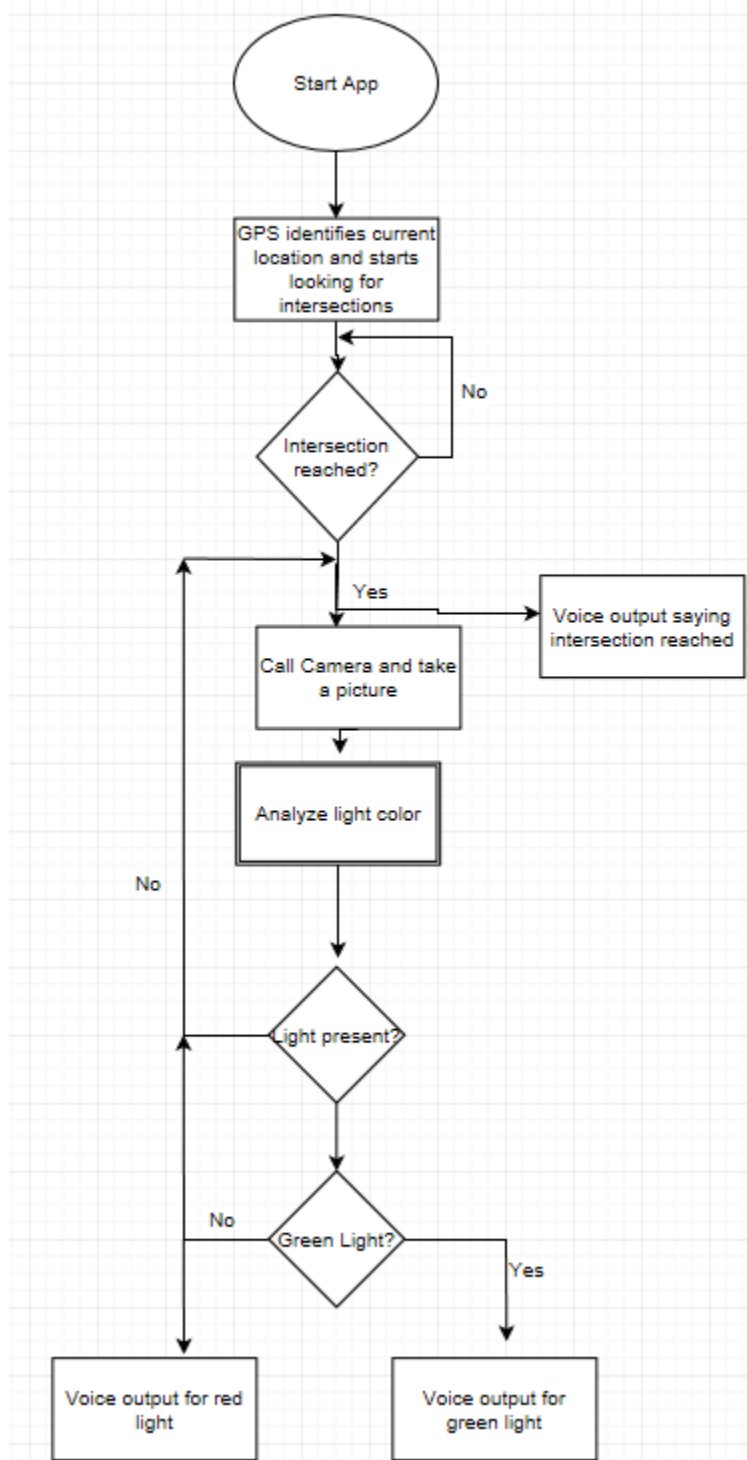 Start App
GPS identifies current
location and starts
looking for
intersections
No
Intersection
reached?
Yes
Voice output saying
intersection reached
Call Camera and take
a picture
Analyze light color
No
Light present?
No
Green Light?
Yes
Voice output for red
light
Voice output for
green light